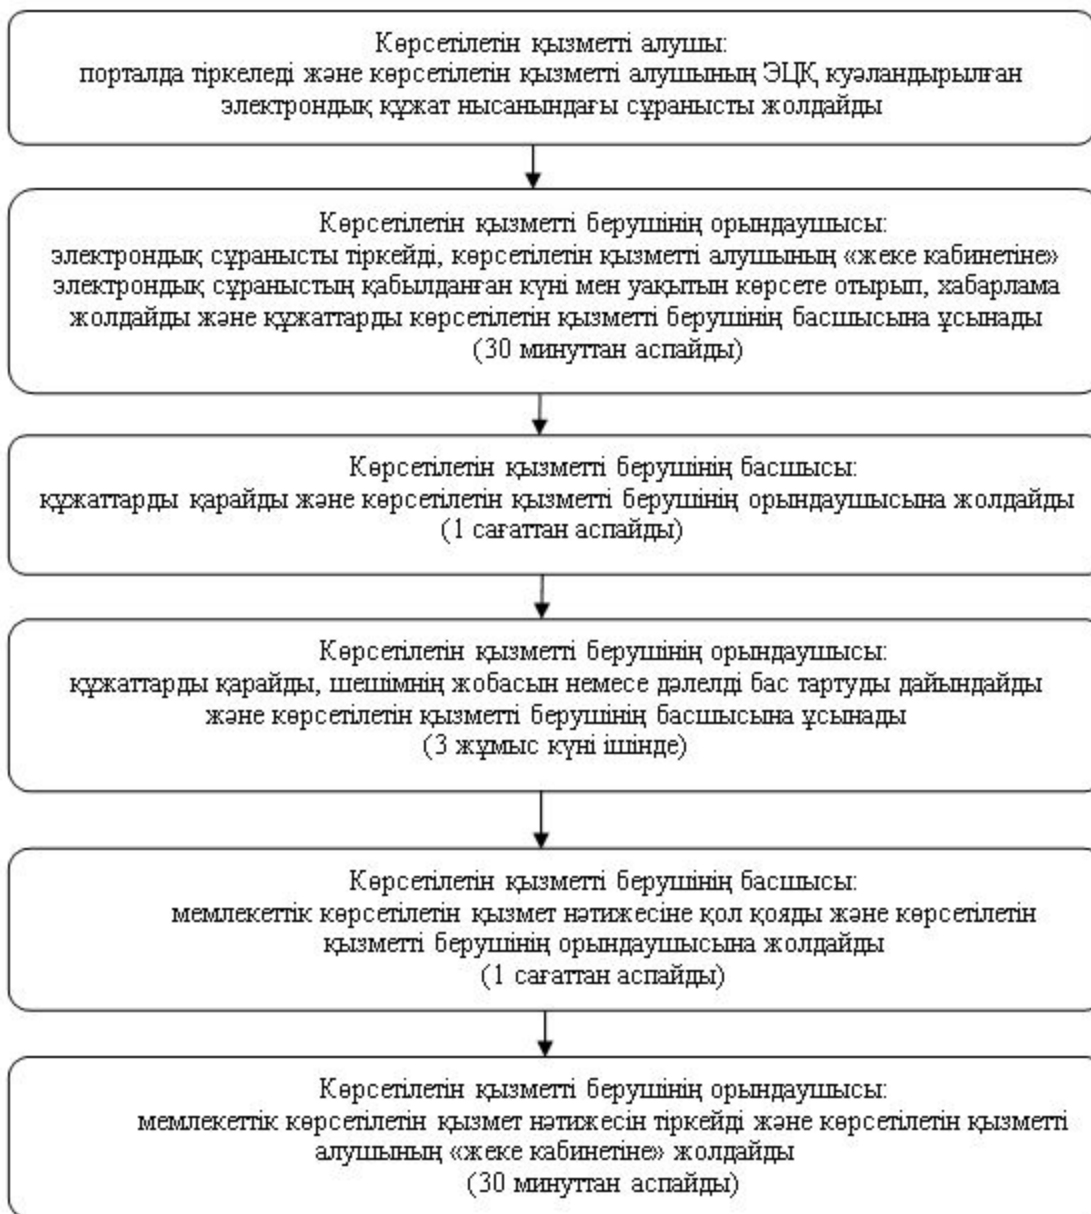 Көрсетілетін қызметті алушы:
порталда тіркеледі және көрсетілетін қызметті алушының ЭЦҚ куәландырылған
электрондық құжат нысанындағы сұранысты жолдайды
Көрсетілетін қызметті берушінің орындаушысы:
электрондық сұранысты тіркейді, көрсетілетін қызметті алушының «жеке кабинетіне»
электрондық сұраныстың қабылданған күні мен уақытын көрсете отырып, хабарлама
жолдайды және құжаттарды көрсетілетін қызметті берушінің басшысына ұсынады
(30 минуттан аспайды)
Көрсетілетін қызметті берушінің басшысы:
құжаттарды қарайды және көрсетілетін қызметті берушінің орындаушысына жолдайды
(1 сағаттан аспайды)
Көрсетілетін қызметті берушінің орындаушысы:
құжаттарды қарайды, шешімнің жобасын немесе дәлелді бас тартуды дайындайды
және көрсетілетін қызметті берушінің басшысына ұсынады
(3 жұмыс күні ішінде)
Көрсетілетін қызметті берушінің басшысы:
мемлекеттік көрсетілетін қызмет нәтижесіне қол қояды және көрсетілетін
қызметті берушінің орындаушысына жолдайды
(1 сағаттан аспайды)
Көрсетілетін қызметті берушінің орындаушысы:
мемлекеттік көрсетілетін қызмет нәтижесін тіркейді және көрсетілетін қызметті
алушының «жеке кабинетіне» жолдайды
(30 минуттан аспайды)